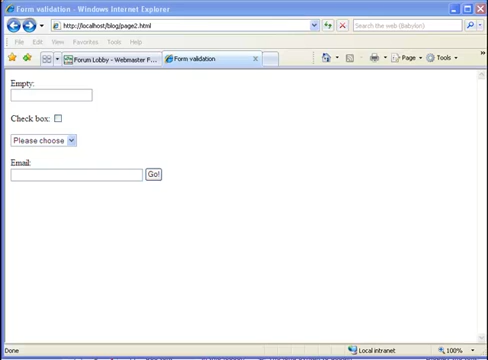 Form validation - Windows Internet Explorer
http://localhost/blog/page2.html
Search the web (Babylon)
File Edit View Favorites Tools Help
Forum Lobby - Webmaster F...
Form validation
Page
Tools
Empty:
Check box:
Please choose
Email:
Go!
Done
Local intranet
100%